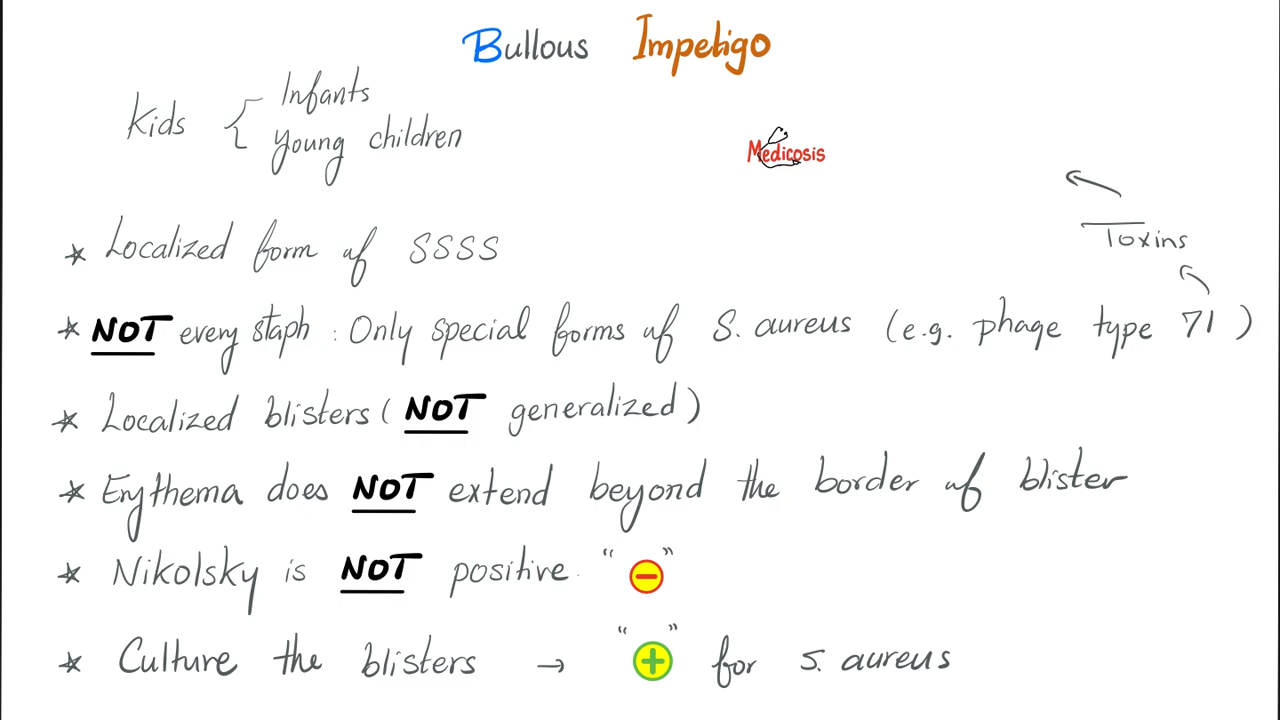 Bullous Impetigo
Kids { Infants
Young children
Medicosis
Toxins
* Localized form of SSSS
* NOT every staph : Only special forms of S. aureus (e.g. phage type 71)
* Localized blisters (NOT generalized)
* Erythema does NOT extend beyond the border of blister
* Nikolsky is NOT positive. “−”
* Culture the blisters → “+” for S. aureus